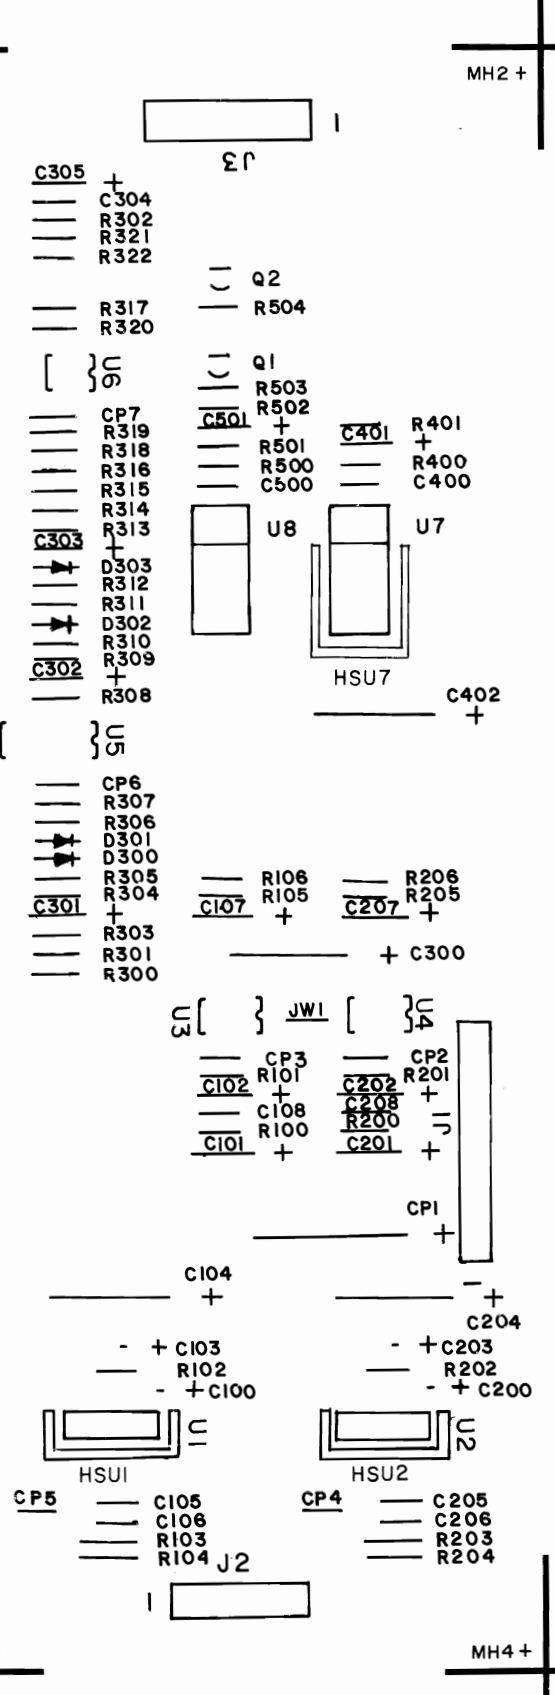 MH2 +
1
J3
C305 +
C304
R302
R321
R322
Q2
R317
R504
R320
Q1
U6
R503
CP7
R502
C501 +
R401
R319
C401 +
R318
R501
R316
R500
R400
R315
C500
C400
R314
R313
U8
U7
C303 +
D303
R312
R311
D302
R310
R309
C302 +
HSU7
R308
C402
+
U5
CP6
R307
R306
D301
D300
R305
R106
R206
R304
R105
R205
C301 +
C107 +
C207 +
R303
R301
+ C300
R300
U3
JW1
U4
CP3
CP2
R101
R201
C102 +
C202 +
C108
C208
R100
R200
J1
C101 +
C201 +
CP1
+
C104
+
- +
C204
- + C103
- + C203
R102
R202
- + C100
- + C200
U1
U2
HSU1
HSU2
CP5
C105
CP4
C205
C106
C206
R103
R203
R104
R204
J2
1
MH4 +